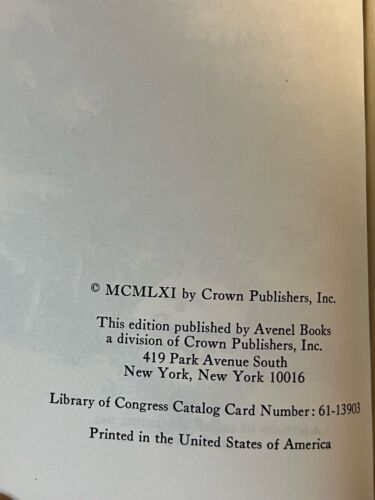 © MCMLXI by Crown Publishers, Inc.
This edition published by Avenel Books
a division of Crown Publishers, Inc.
419 Park Avenue South
New York, New York 10016
Library of Congress Catalog Card Number: 61-13903
Printed in the United States of America